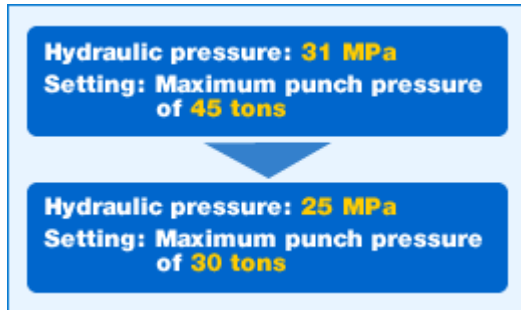 Hydraulic pressure: 31 MPa
Setting: Maximum punch pressure
of 45 tons
Hydraulic pressure: 25 MPa
Setting: Maximum punch pressure
of 30 tons